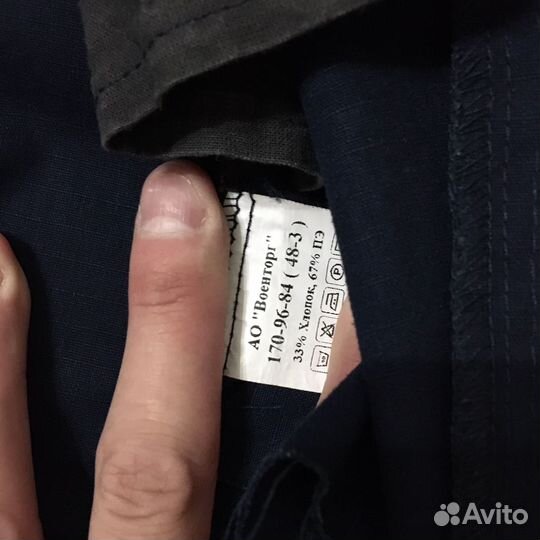 АО "Военторг"
170-96-84 ( 48-3 )
33% Хлопок, 67% ПЭ
Avito